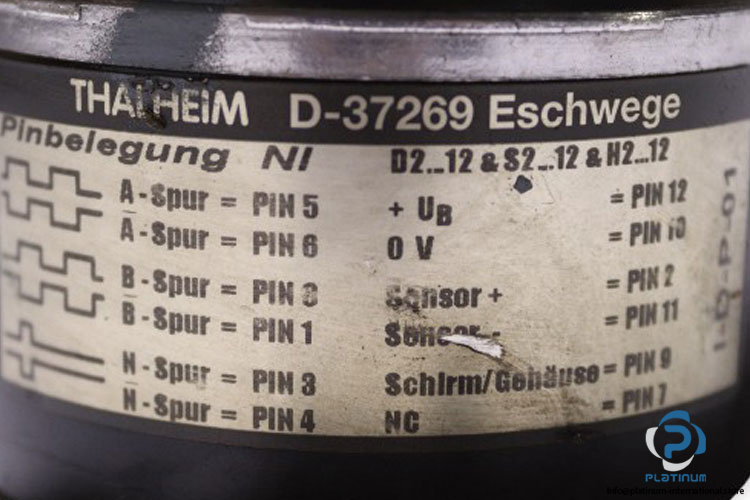 THALHEIM D-37269 Eschwege
Pinbelegung NI D2...12 & S2...12 & H2...12
A-Spur = PIN 5 + UB = PIN 12
A̅-Spur = PIN 6 0 V = PIN 10
B-Spur = PIN Sensor+ = PIN 2
B̅-Spur = PIN 1 Sensor- = PIN 11
N-Spur = PIN 3 Schirm/Gehäuse = PIN 9
N̅-Spur = PIN 4 NC = PIN 7
I-D-P-01
PLATINUM